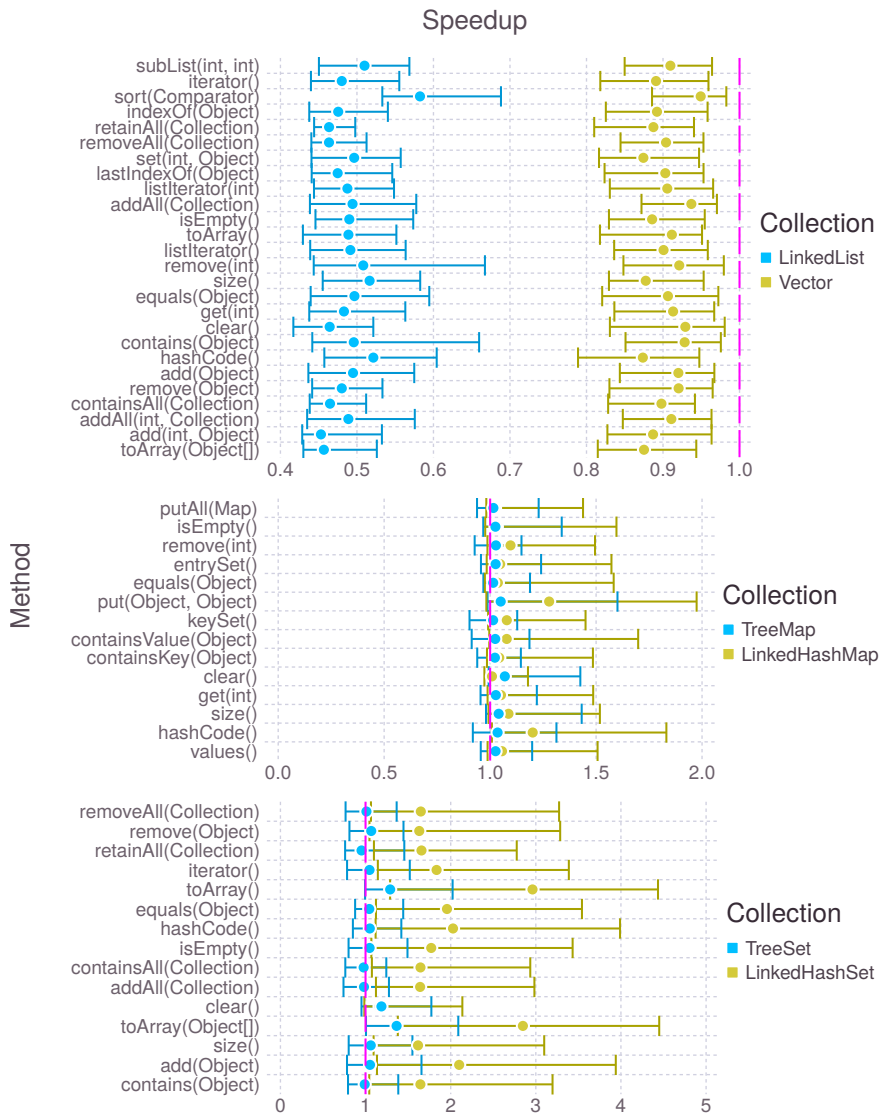 Speedup
Method
subList(int, int)
iterator()
sort(Comparator)
indexOf(Object)
retainAll(Collection)
removeAll(Collection)
set(int, Object)
lastIndexOf(Object)
listIterator(int)
addAll(Collection)
isEmpty()
toArray()
listIterator()
remove(int)
size()
equals(Object)
get(int)
clear()
contains(Object)
hashCode()
add(Object)
remove(Object)
containsAll(Collection)
addAll(int, Collection)
add(int, Object)
toArray(Object[])
0.4 0.5 0.6 0.7 0.8 0.9 1.0
Collection
LinkedList
Vector
putAll(Map)
isEmpty()
remove(int)
entrySet()
equals(Object)
put(Object, Object)
keySet()
containsValue(Object)
containsKey(Object)
clear()
get(int)
size()
hashCode()
values()
0.0 0.5 1.0 1.5 2.0
Collection
TreeMap
LinkedHashMap
removeAll(Collection)
remove(Object)
retainAll(Collection)
iterator()
toArray()
equals(Object)
hashCode()
isEmpty()
containsAll(Collection)
addAll(Collection)
clear()
toArray(Object[])
size()
add(Object)
contains(Object)
0 1 2 3 4 5
Collection
TreeSet
LinkedHashSet